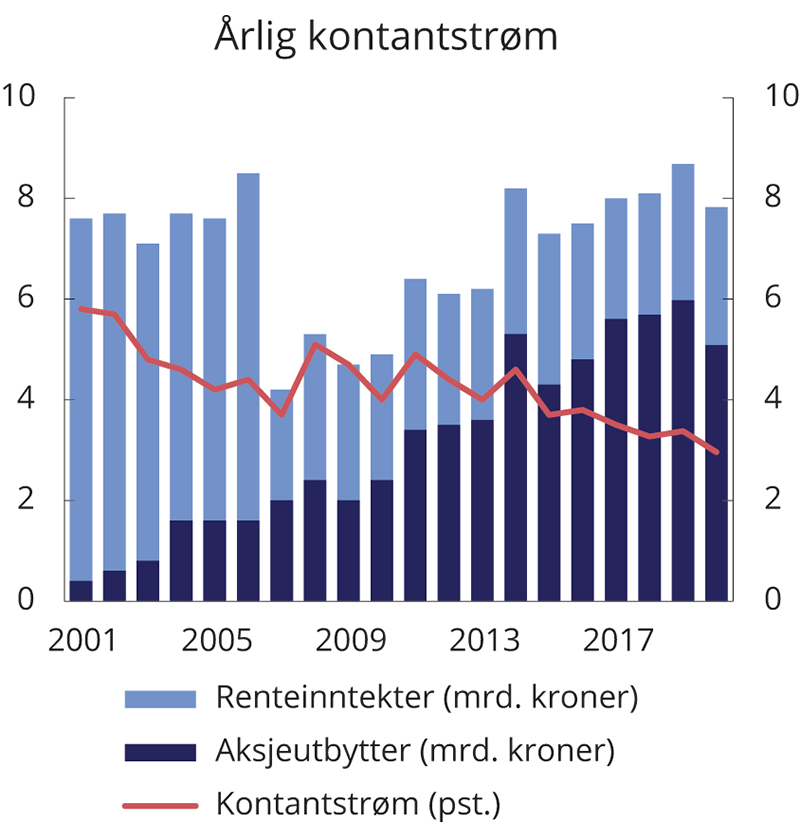 Årlig kontantstrøm
10 10
8 8
6 6
4 4
2 2
0 0
2001 2005 2009 2013 2017
Renteinntekter (mrd. kroner)
Aksjeutbytter (mrd. kroner)
Kontantstrøm (pst.)